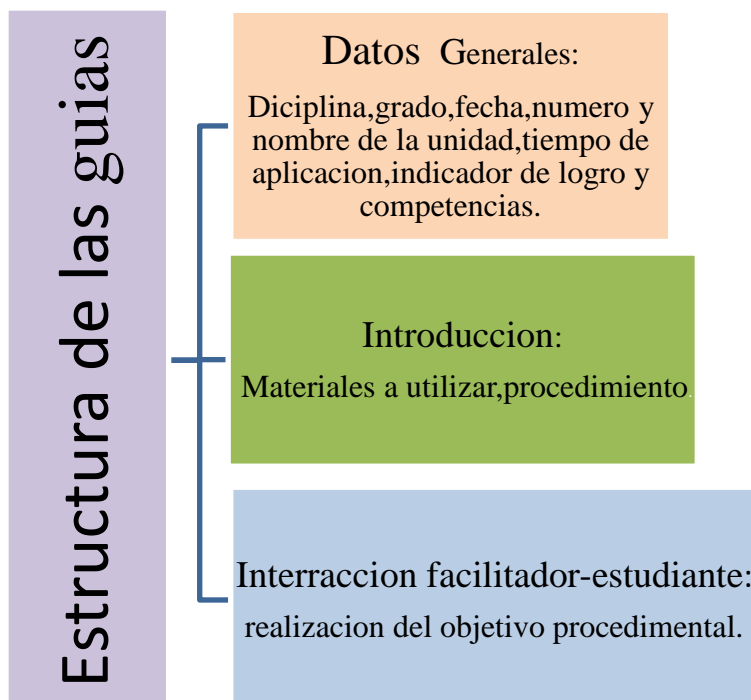 Estructura de las guias
Datos Generales:
Diciplina,grado,fecha,numero y
nombre de la unidad,tiempo de
aplicacion,indicador de logro y
competencias.
Introduccion:
Materiales a utilizar,procedimiento.
Interraccion facilitador-estudiante:
realizacion del objetivo procedimental.